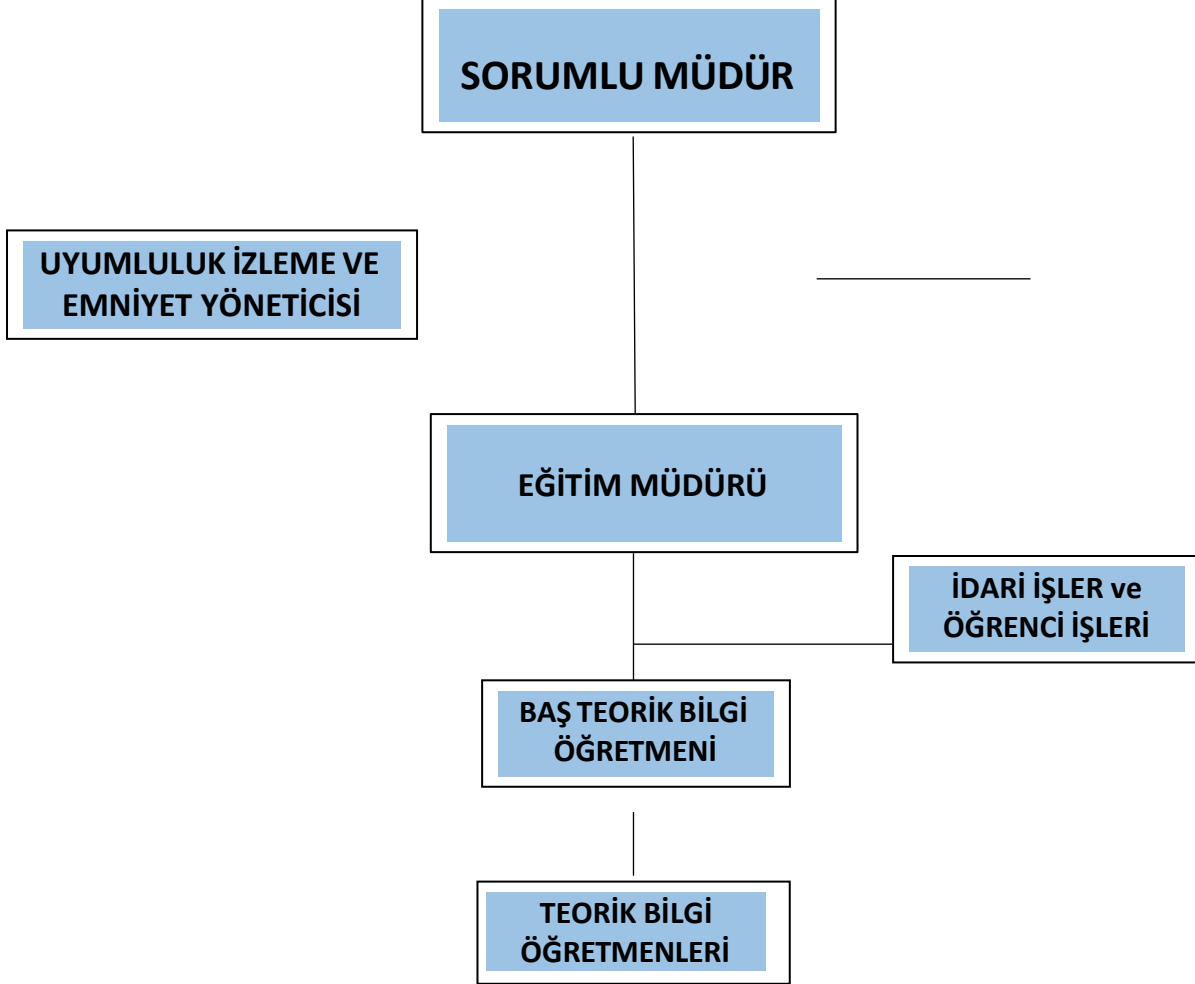 SORUMLU MÜDÜR
UYUMLULUK İZLEME VE
EMNİYET YÖNETİCİSİ
EĞİTİM MÜDÜRÜ
İDARİ İŞLER ve
ÖĞRENCİ İŞLERİ
BAŞ TEORİK BİLGİ
ÖĞRETMENİ
TEORİK BİLGİ
ÖĞRETMENLERİ